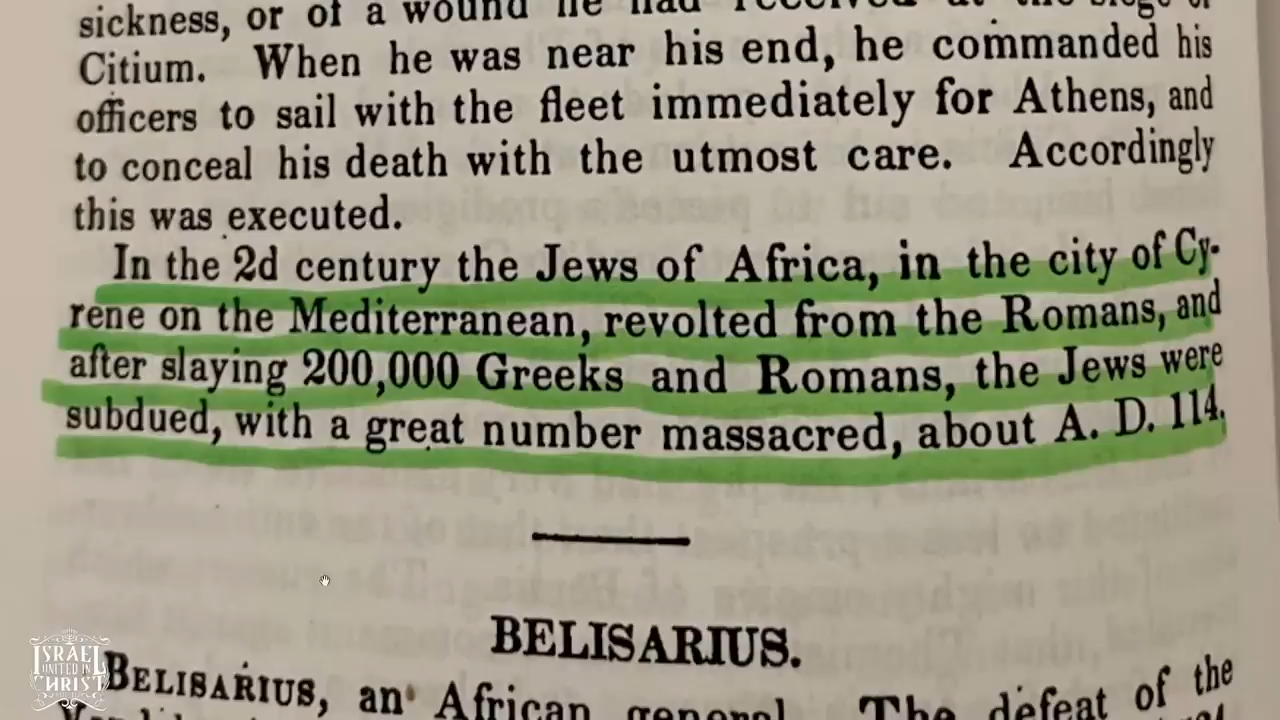 sickness, or of a wound he had received at the siege of
Citium. When he was near his end, he commanded his
officers to sail with the fleet immediately for Athens, and
to conceal his death with the utmost care. Accordingly
this was executed.
In the 2d century the Jews of Africa, in the city of Cy-
rene on the Mediterranean, revolted from the Romans, and
after slaying 200,000 Greeks and Romans, the Jews were
subdued, with a great number massacred, about A. D. 114.
BELISARIUS.
BELISARIUS, an African general. The defeat of the
ISRAEL
UNITED IN
CHRIST